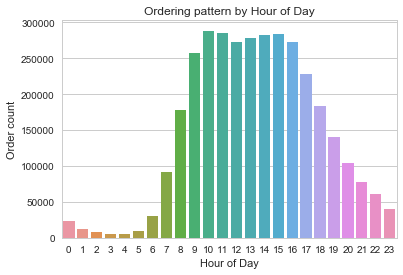 Ordering pattern by Hour of Day
300000
250000
200000
150000
100000
50000
0
Order count
0 1 2 3 4 5 6 7 8 9 10 11 12 13 14 15 16 17 18 19 20 21 22 23
Hour of Day